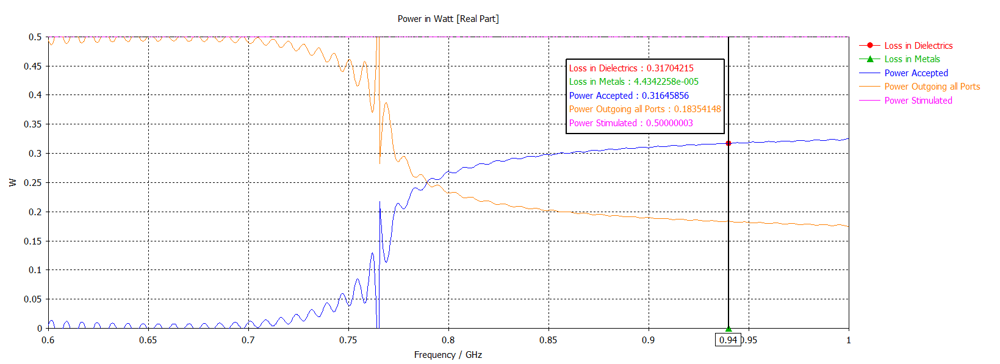 Power in Watt [Real Part]
0.5
0.45
0.4
0.35
0.3
0.25
0.2
0.15
0.1
0.05
0
W
0.6
0.65
0.7
0.75
0.8
0.85
0.9
0.94
0.95
1
Frequency / GHz
Loss in Dielectrics : 0.31704215
Loss in Metals : 4.4342258e-005
Power Accepted : 0.31645856
Power Outgoing all Ports : 0.18354148
Power Stimulated : 0.50000003
Loss in Dielectrics
Loss in Metals
Power Accepted
Power Outgoing all Ports
Power Stimulated